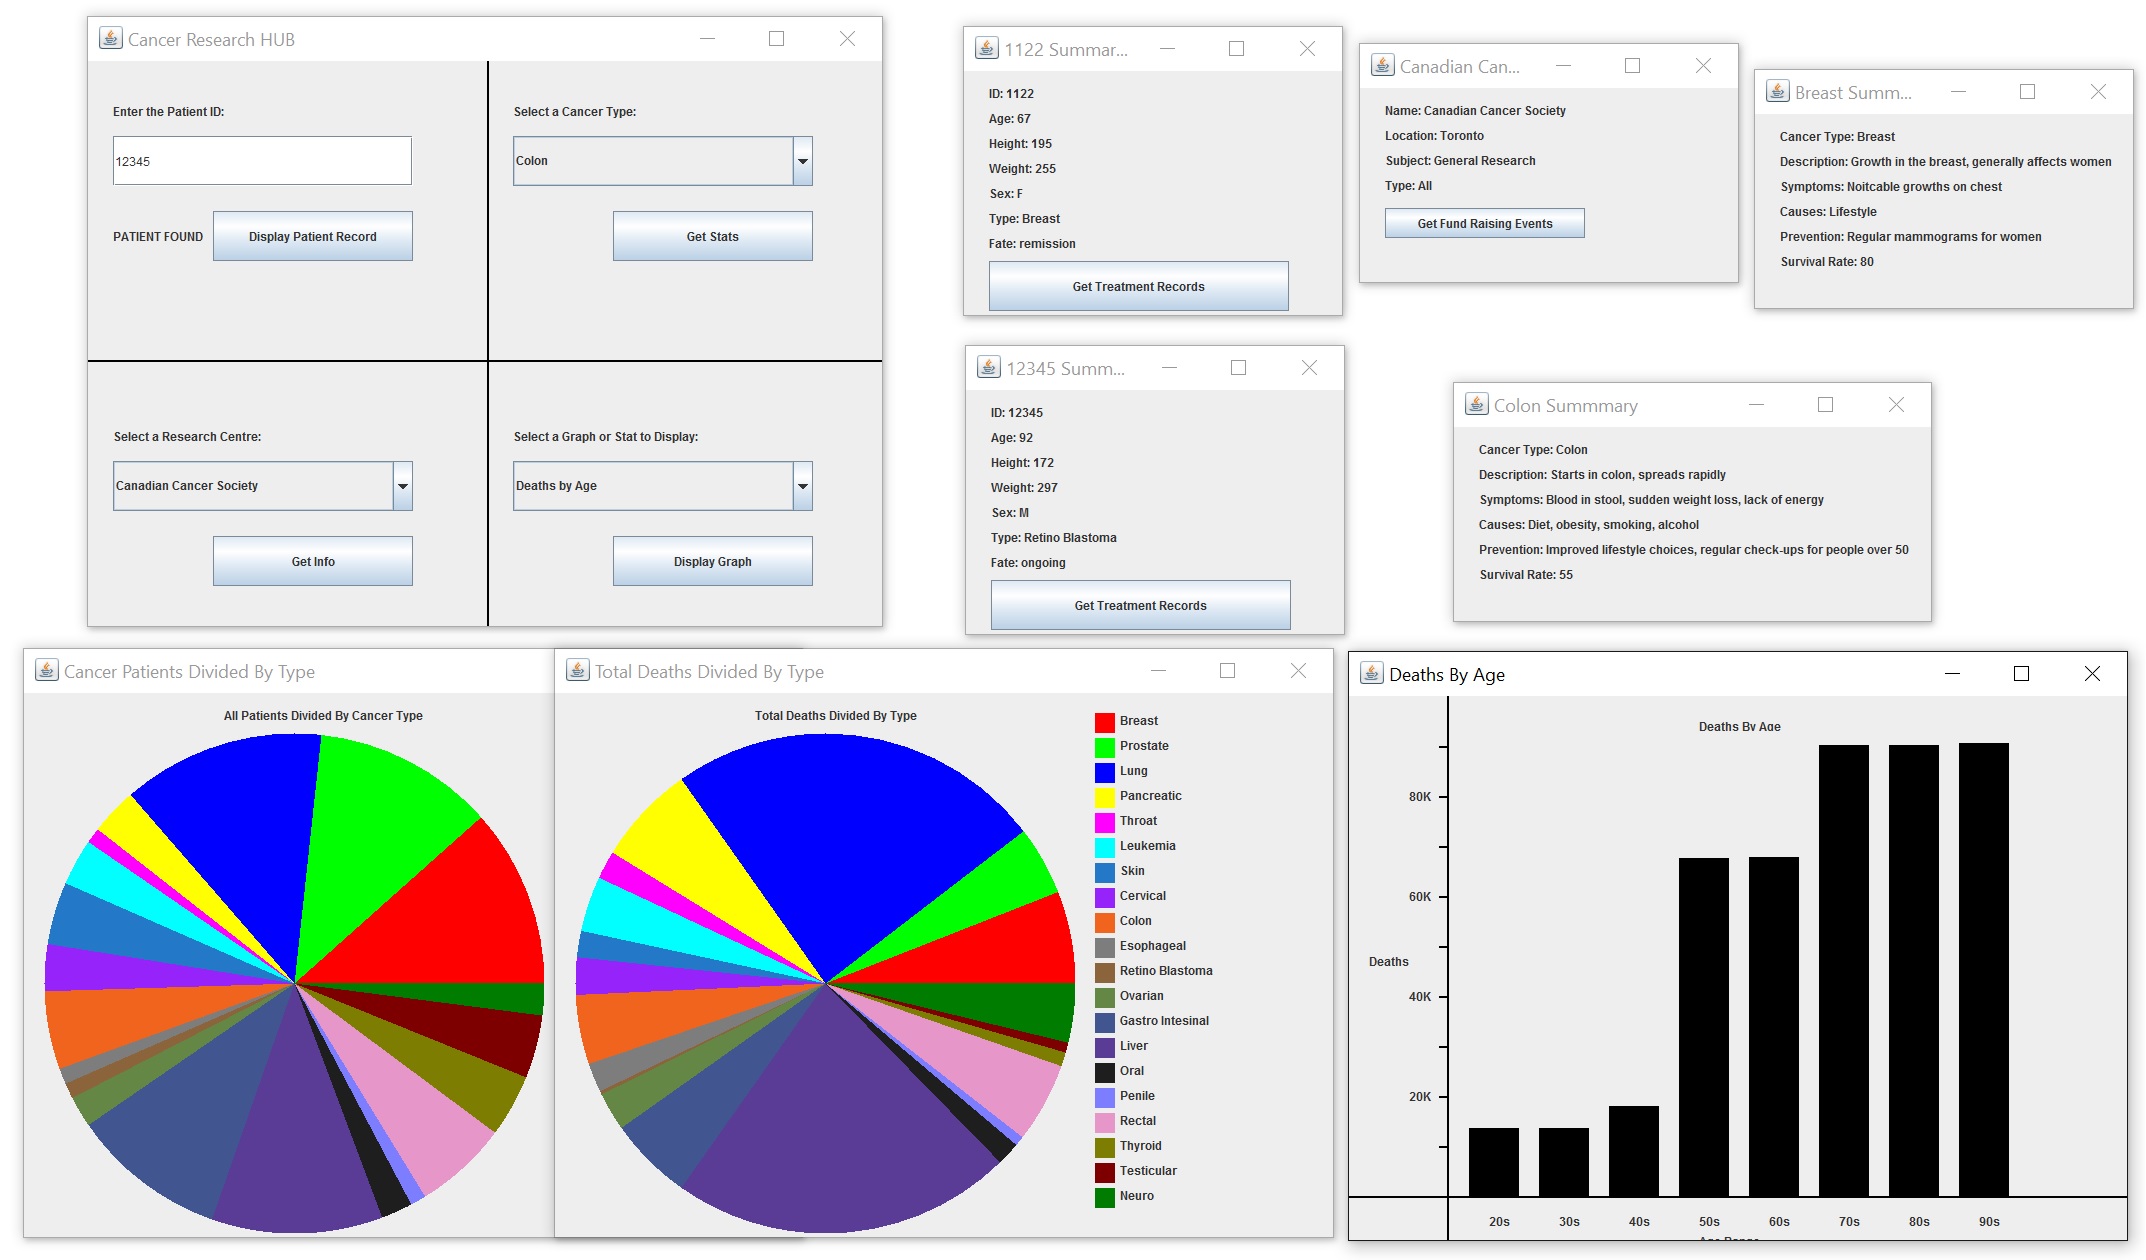 Cancer Research HUB
Enter the Patient ID:
12345
PATIENT FOUND
Display Patient Record
Select a Cancer Type:
Colon
Get Stats
Select a Research Centre:
Canadian Cancer Society
Get Info
Select a Graph or Stat to Display:
Deaths by Age
Display Graph
1122 Summar...
ID: 1122
Age: 67
Height: 195
Weight: 255
Sex: F
Type: Breast
Fate: remission
Get Treatment Records
Canadian Can...
Name: Canadian Cancer Society
Location: Toronto
Subject: General Research
Type: All
Get Fund Raising Events
Breast Summ...
Cancer Type: Breast
Description: Growth in the breast, generally affects women
Symptoms: Noitcable growths on chest
Causes: Lifestyle
Prevention: Regular mammograms for women
Survival Rate: 80
12345 Summ...
ID: 12345
Age: 92
Height: 172
Weight: 297
Sex: M
Type: Retino Blastoma
Fate: ongoing
Get Treatment Records
Colon Summmary
Cancer Type: Colon
Description: Starts in colon, spreads rapidly
Symptoms: Blood in stool, sudden weight loss, lack of energy
Causes: Diet, obesity, smoking, alcohol
Prevention: Improved lifestyle choices, regular check-ups for people over 50
Survival Rate: 55
Cancer Patients Divided By Type
All Patients Divided By Cancer Type
Total Deaths Divided By Type
Total Deaths Divided By Type
Breast
Prostate
Lung
Pancreatic
Throat
Leukemia
Skin
Cervical
Colon
Esophageal
Retino Blastoma
Ovarian
Gastro Intesinal
Liver
Oral
Penile
Rectal
Thyroid
Testicular
Neuro
Deaths By Age
Deaths By Age
80K
60K
Deaths
40K
20K
20s 30s 40s 50s 60s 70s 80s 90s
Age Range